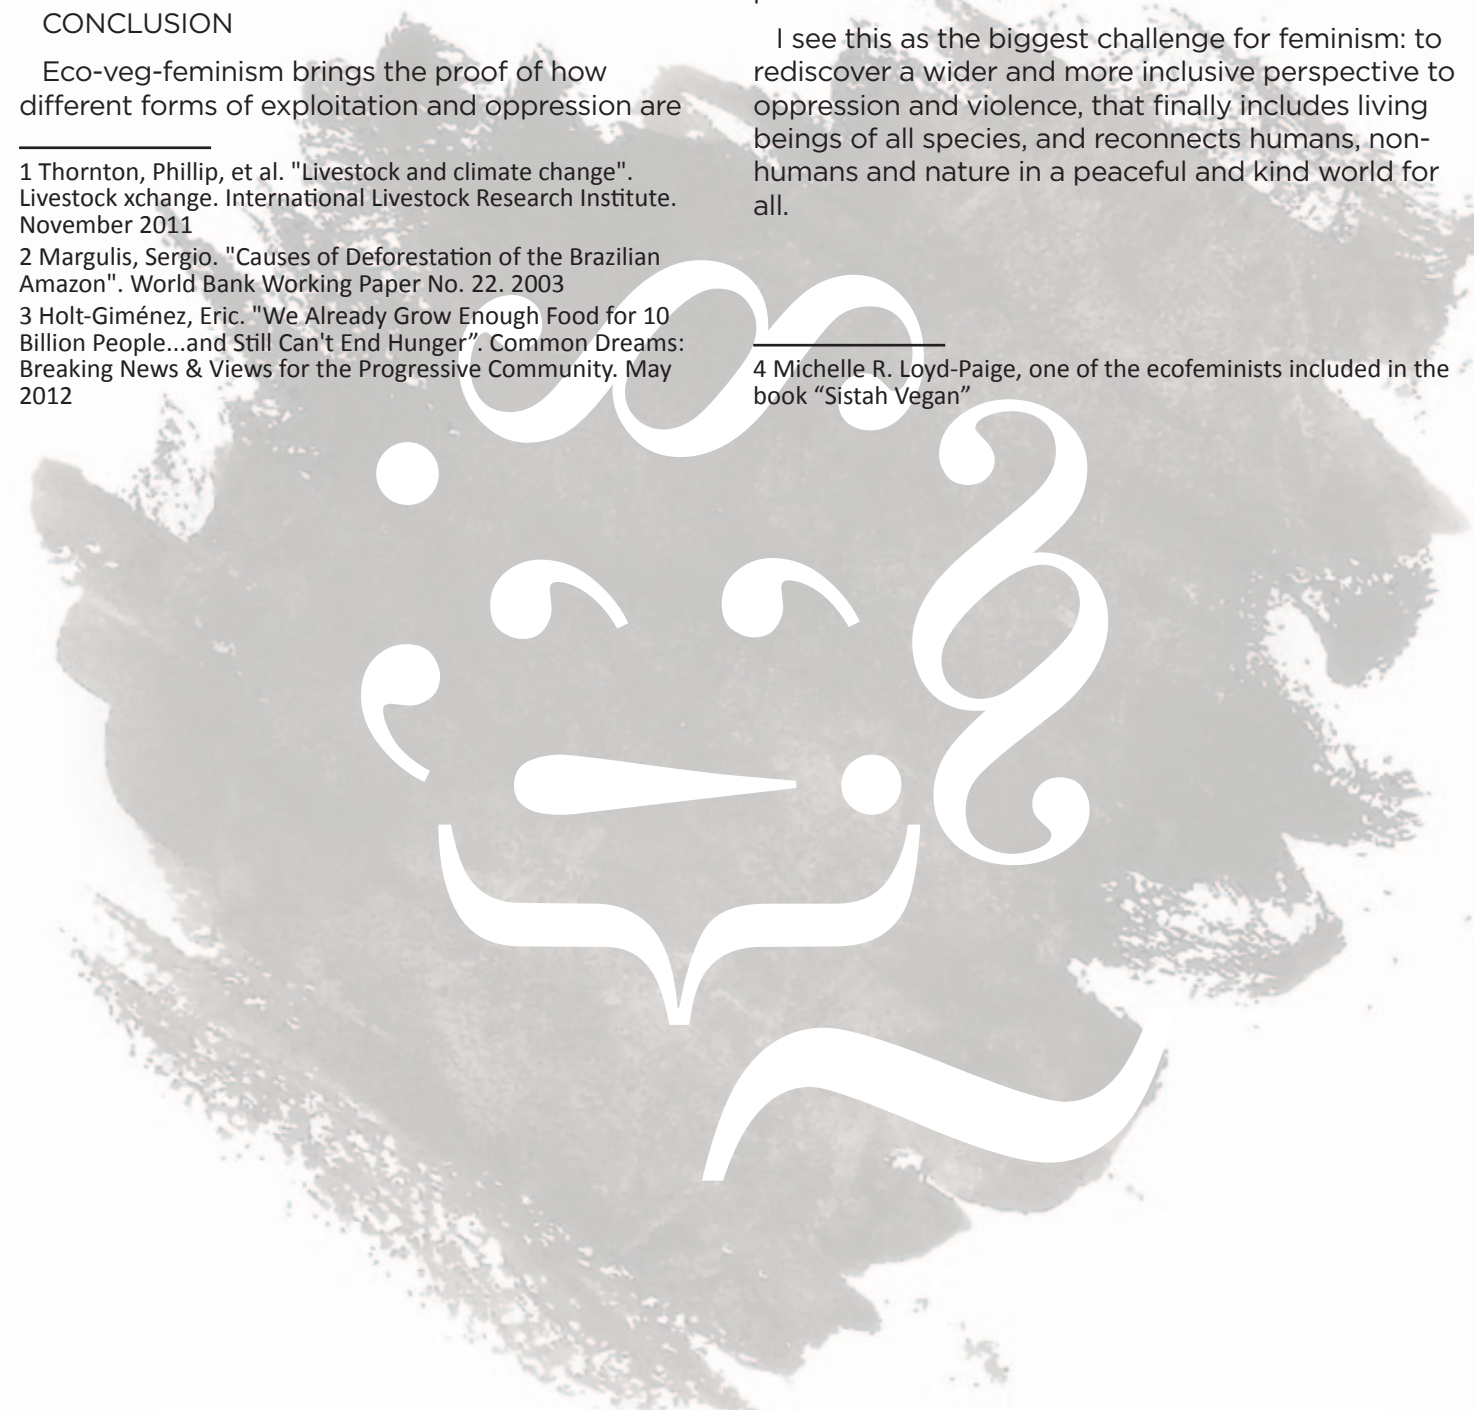 CONCLUSION
Eco-veg-feminism brings the proof of how
different forms of exploitation and oppression are
1 Thornton, Phillip, et al. "Livestock and climate change".
Livestock xchange. International Livestock Research Institute.
November 2011
2 Margulis, Sergio. "Causes of Deforestation of the Brazilian
Amazon". World Bank Working Paper No. 22. 2003
3 Holt-Giménez, Eric. "We Already Grow Enough Food for 10
Billion People...and Still Can't End Hunger”. Common Dreams:
Breaking News & Views for the Progressive Community. May
2012
I see this as the biggest challenge for feminism: to
rediscover a wider and more inclusive perspective to
oppression and violence, that finally includes living
beings of all species, and reconnects humans, non-
humans and nature in a peaceful and kind world for
all.
4 Michelle R. Loyd-Paige, one of the ecofeminists included in the
book “Sistah Vegan”